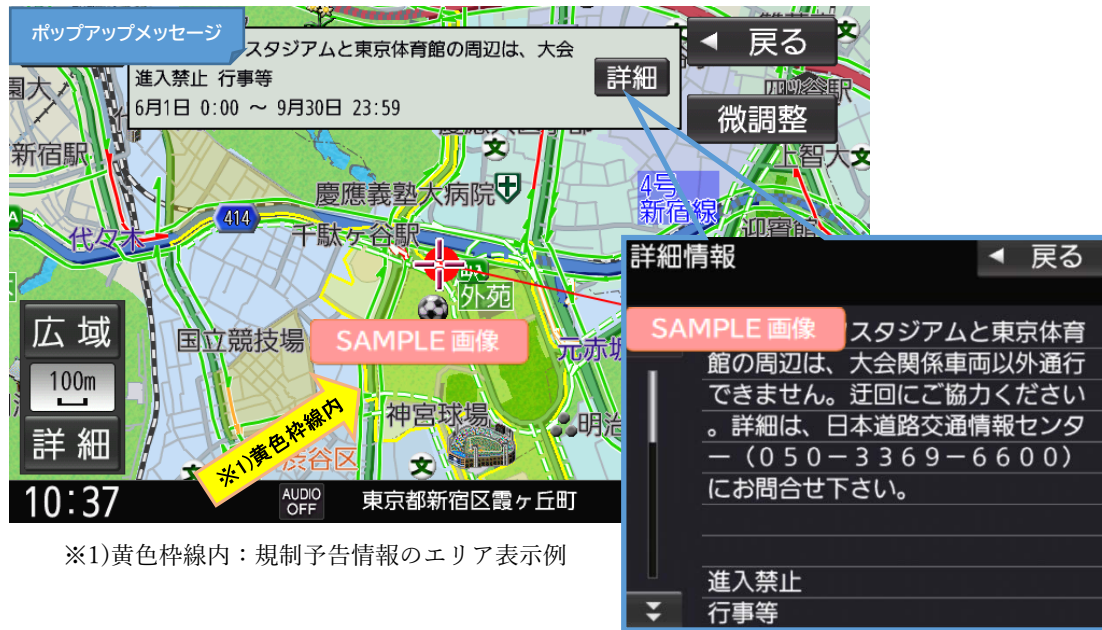 ポップアップメッセージ
スタジアムと東京体育館の周辺は、大会
進入禁止 行事等
6月1日 0:00 ～ 9月30日 23:59
詳細
戻る
微調整
四ッ谷駅
園大
新宿駅
慶應義塾大病院
4号
新宿線
上智大
迎賓館
414
代々木
千駄ヶ谷駅
外苑
国立競技場
SAMPLE 画像
元赤坂
広域
100m
詳細
※1)黄色枠線内
神宮球場
明治
渋谷区
10:37
AUDIO
OFF
東京都新宿区霞ヶ丘町
詳細情報
戻る
SAMPLE 画像
スタジアムと東京体育
館の周辺は、大会関係車両以外通行
できません。迂回にご協力ください
。詳細は、日本道路交通情報センタ
ー（０５０－３３６９－６６００）
にお問合せ下さい。
進入禁止
行事等
※1)黄色枠線内：規制予告情報のエリア表示例